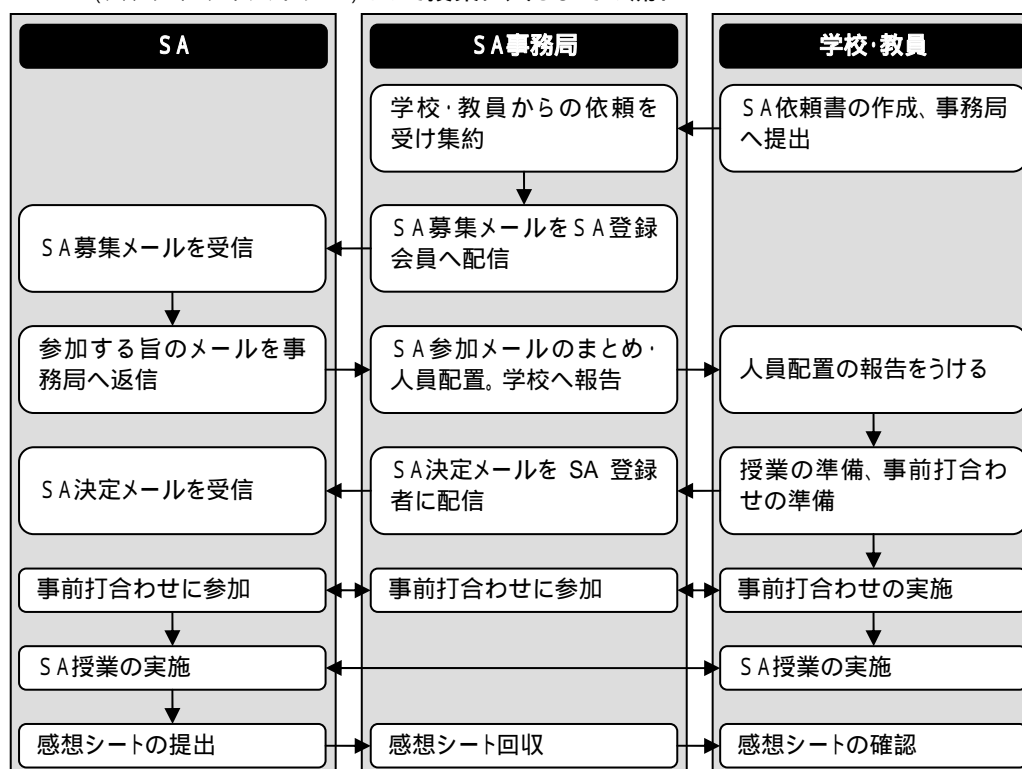 SA
SA事務局
学校・教員
学校・教員からの依頼を
受け集約
SA依頼書の作成、事務局
へ提出
SA募集メールを受信
SA募集メールをSA登録
会員へ配信
参加する旨のメールを事
務局へ返信
SA参加メールのまとめ・
人員配置。学校へ報告
人員配置の報告をうける
SA決定メールを受信
SA決定メールを SA 登録
者に配信
授業の準備、事前打合わ
せの準備
事前打合わせに参加
事前打合わせに参加
事前打合わせの実施
SA授業の実施
SA授業の実施
感想シートの提出
感想シート回収
感想シートの確認